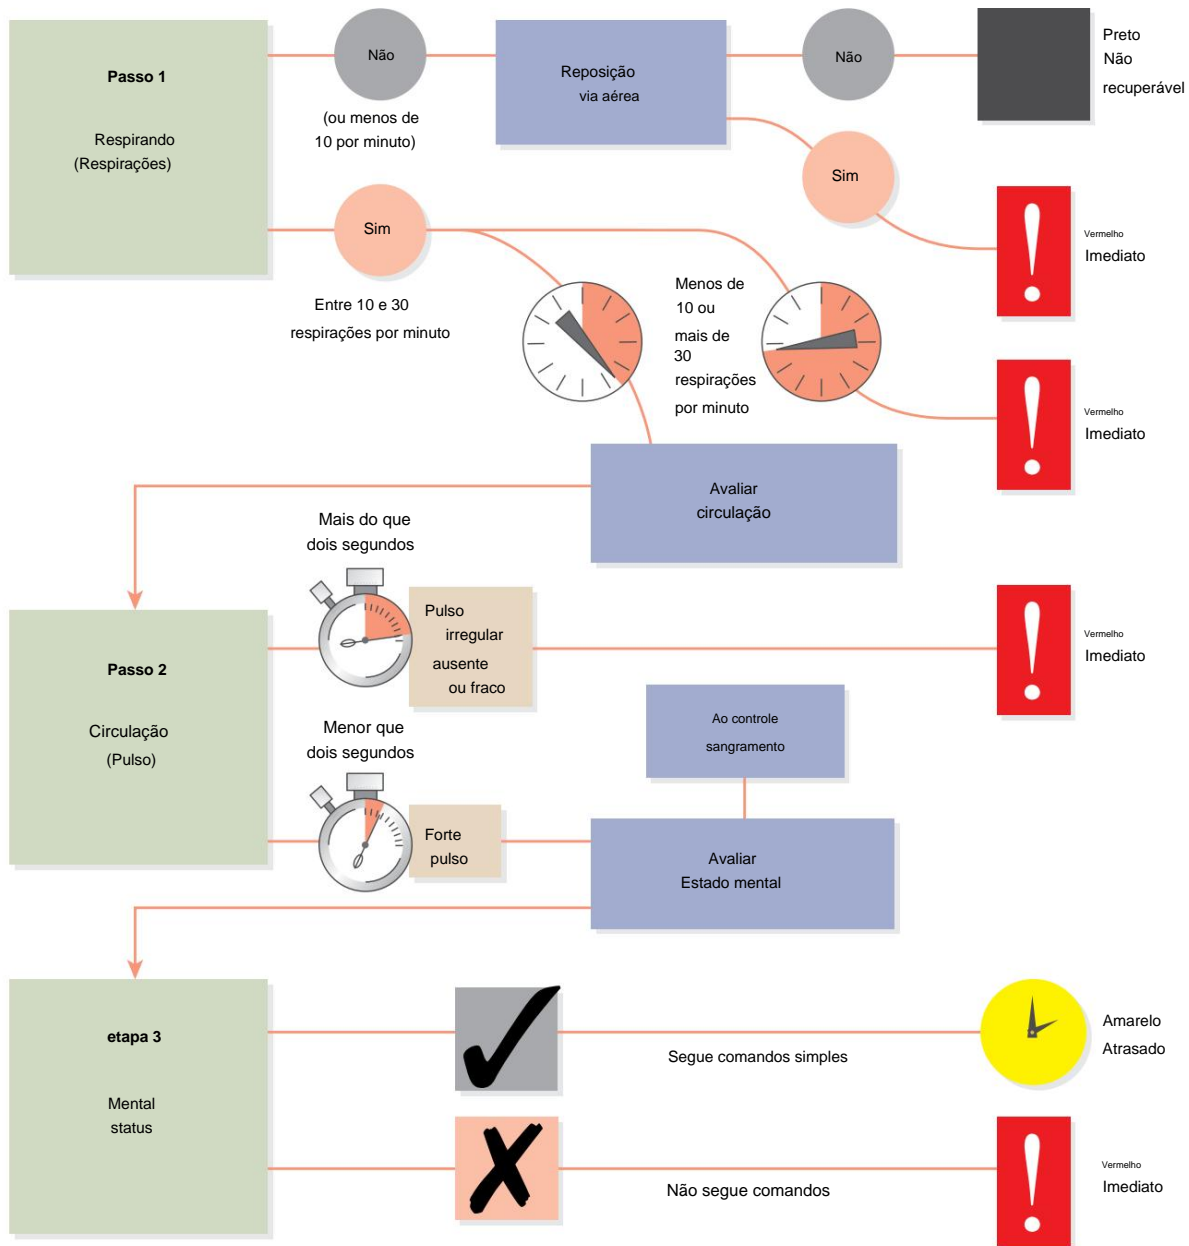 Passo 1
Respirando
(Respirações)
Não
(ou menos de
10 por minuto)
Reposição
via aérea
Não
Preto
Não
recuperável
Sim
Vermelho
Imediato
Sim
Entre 10 e 30
respirações por minuto
Menos de
10 ou
mais de
30
respirações
por minuto
Vermelho
Imediato
Avaliar
circulação
Passo 2
Circulação
(Pulso)
Mais do que
dois segundos
Pulso
irregular
ausente
ou fraco
Vermelho
Imediato
Menor que
dois segundos
Forte
pulso
Ao controle
sangramento
Avaliar
Estado mental
etapa 3
Mental
status
Segue comandos simples
Amarelo
Atrasado
Não segue comandos
Vermelho
Imediato